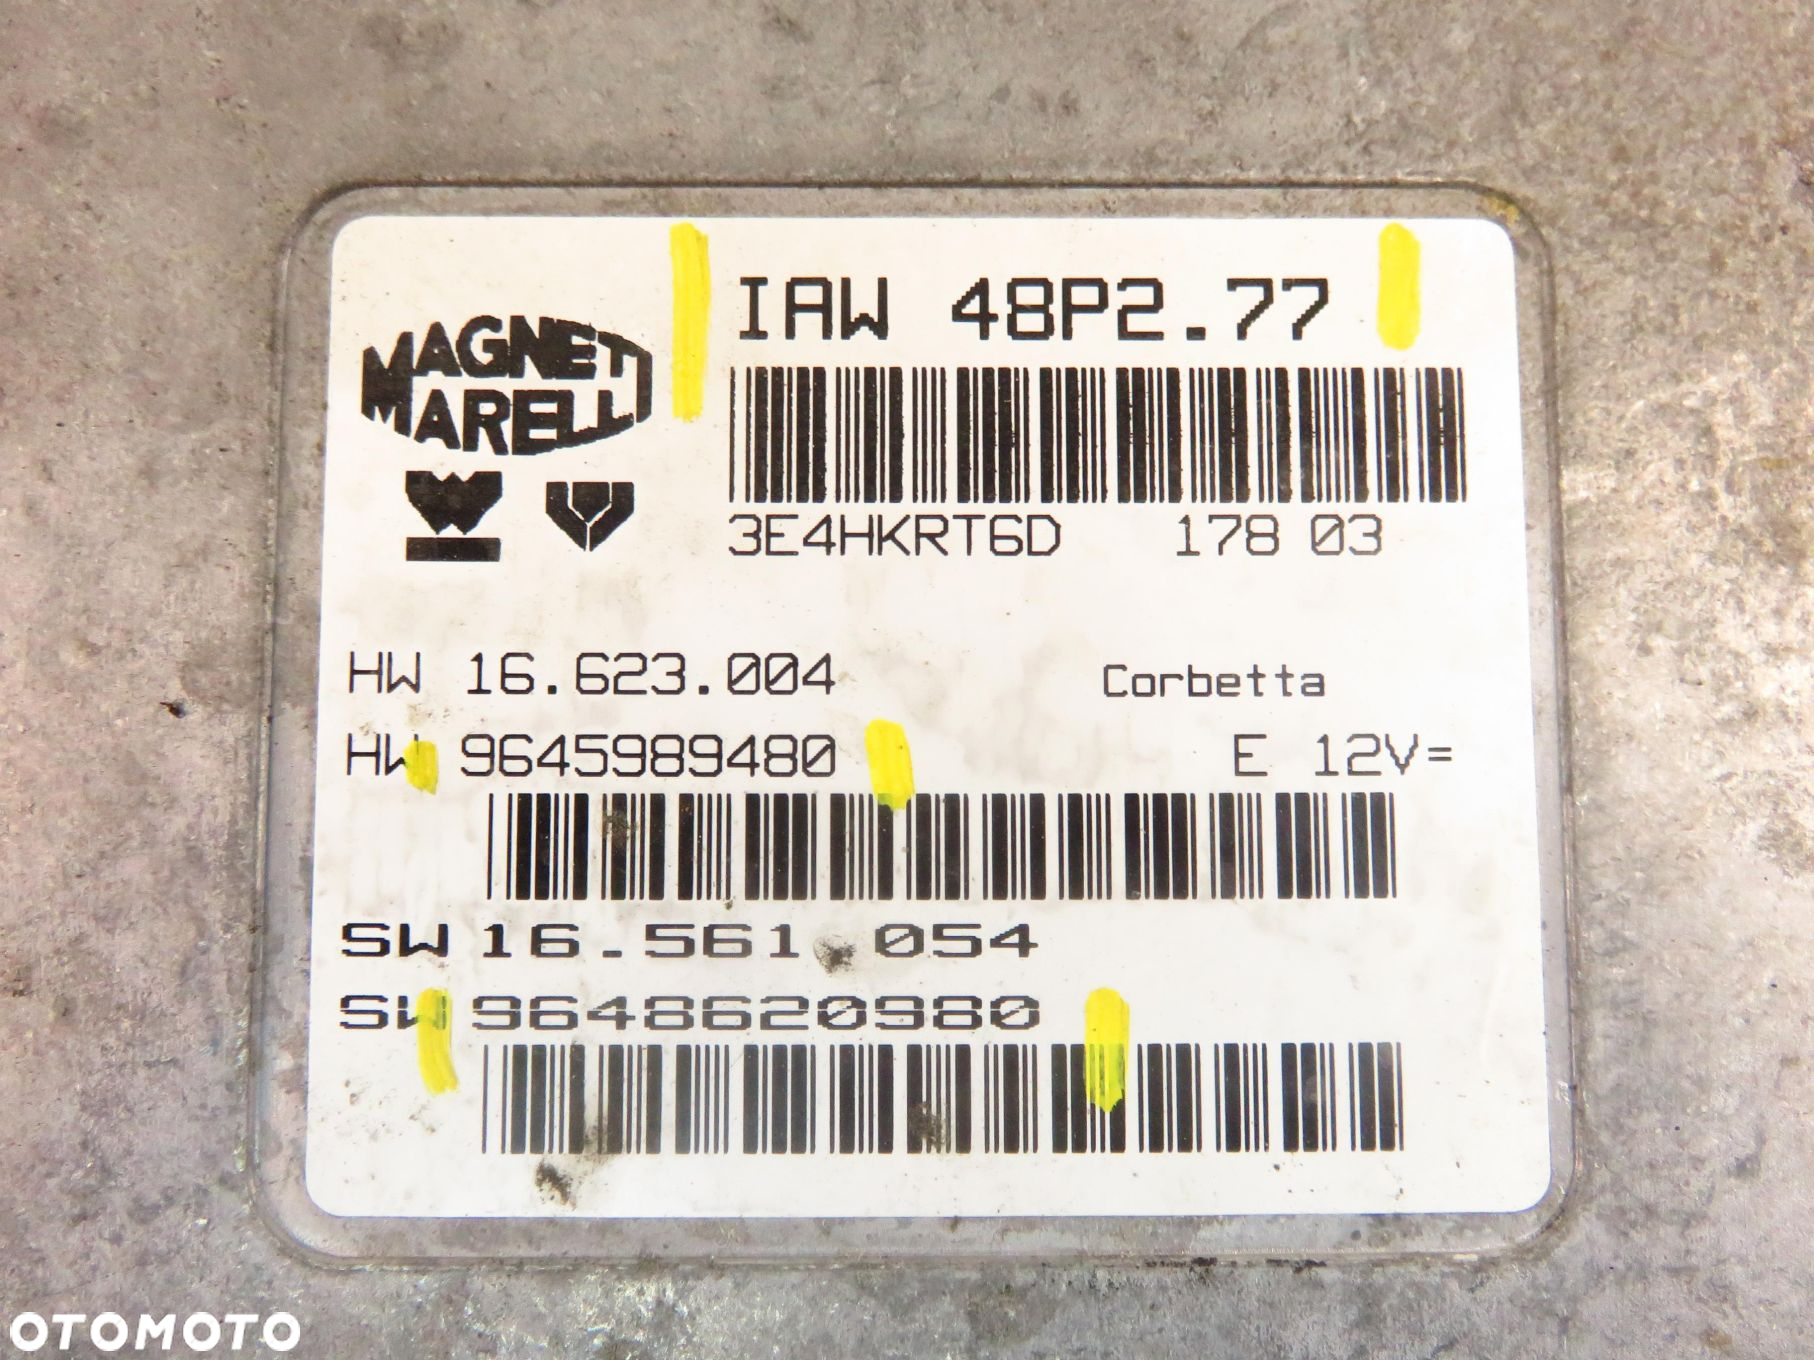 IAW 48P2.77
MAGNETI
MARELLI
3E4HKRT6D 178 03
HW 16.623.004 Corbetta
HW 9645989480 E 12V=
SW 16.561.054
SW 9648620980
OTOMOTO